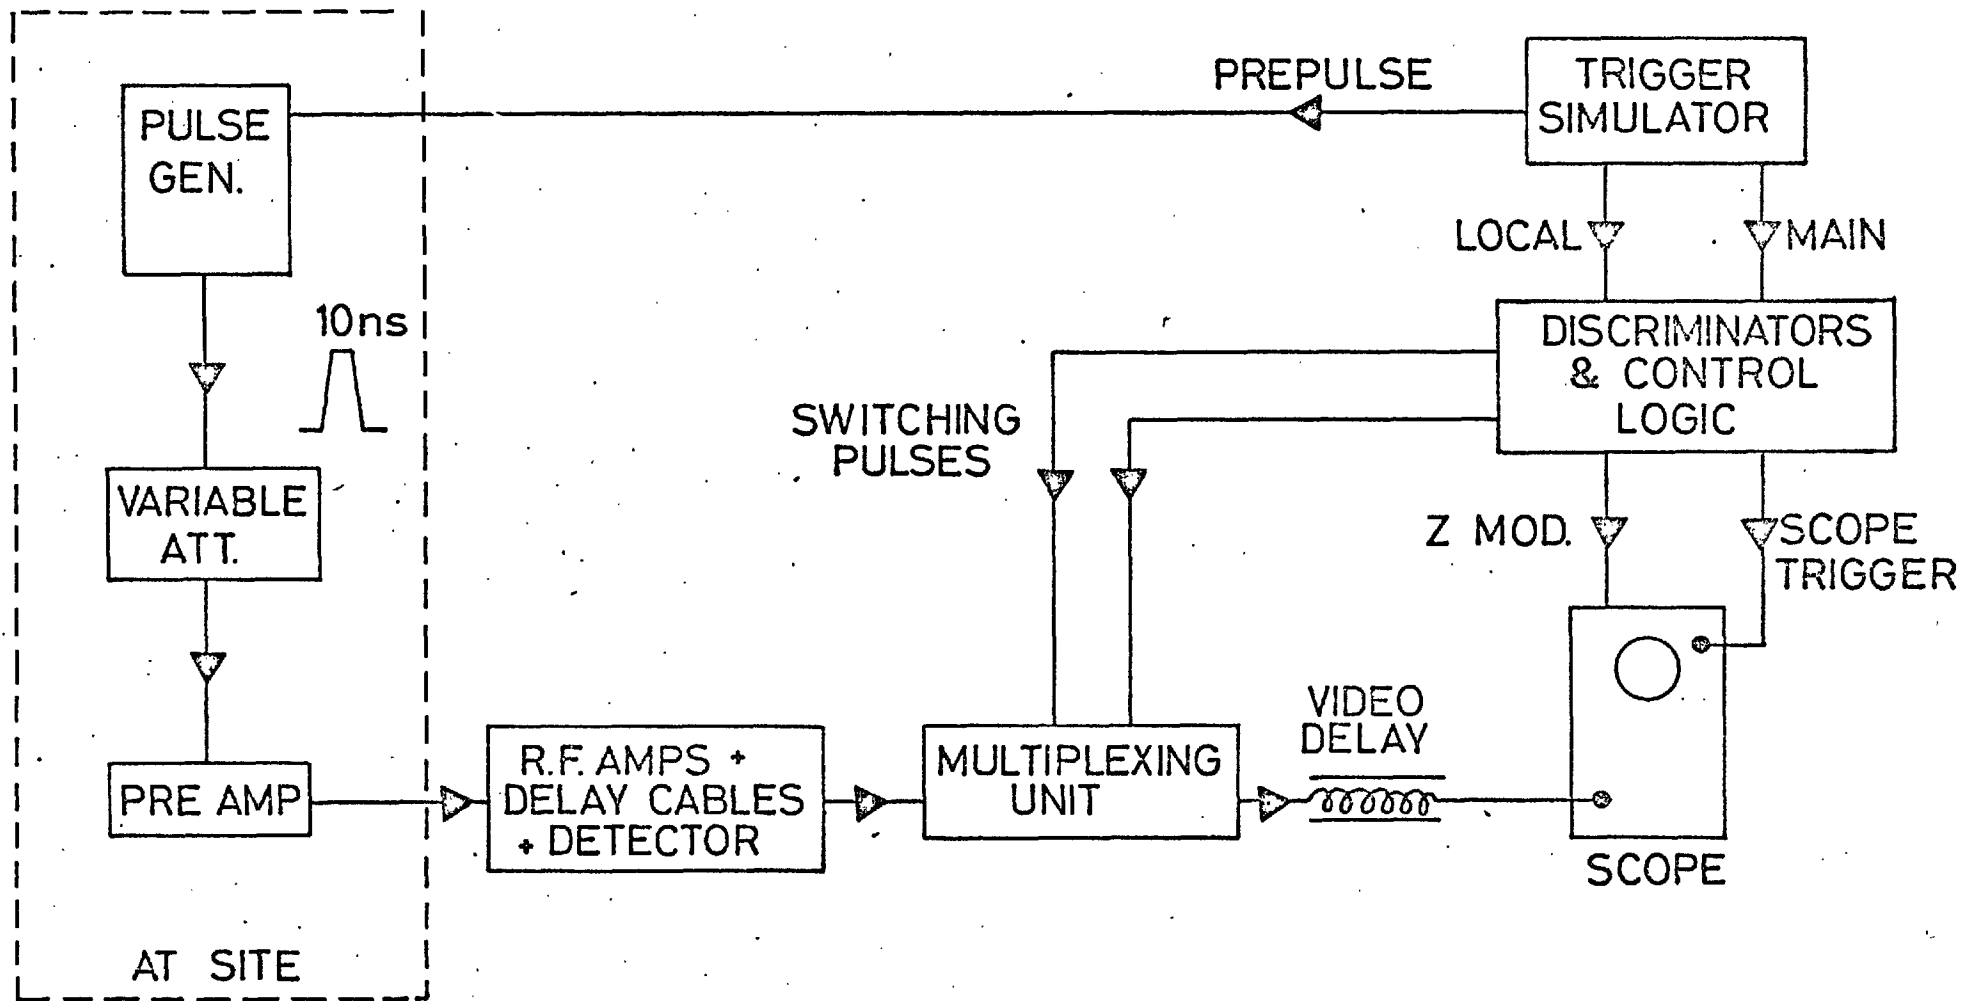 PREPULSE
TRIGGER
SIMULATOR
PULSE
GEN.
LOCAL
MAIN
10ns
DISCRIMINATORS
& CONTROL
LOGIC
SWITCHING
PULSES
VARIABLE
ATT.
Z MOD.
SCOPE
TRIGGER
VIDEO
DELAY
PRE AMP
R.F. AMPS +
DELAY CABLES
+ DETECTOR
MULTIPLEXING
UNIT
SCOPE
AT SITE